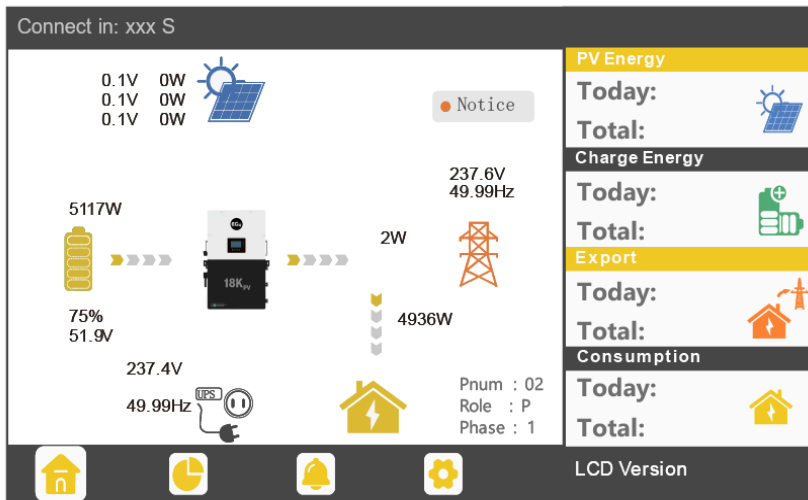 Connect in: xxx S
0.1V 0W
0.1V 0W
0.1V 0W
Notice
237.6V
49.99Hz
5117W
2W
EG4
18KPV
75%
51.9V
4936W
237.4V
UPS
49.99Hz
Pnum : 02
Role : P
Phase : 1
PV Energy
Today:
Total:
Charge Energy
Today:
Total:
Export
Today:
Total:
Consumption
Today:
Total:
LCD Version